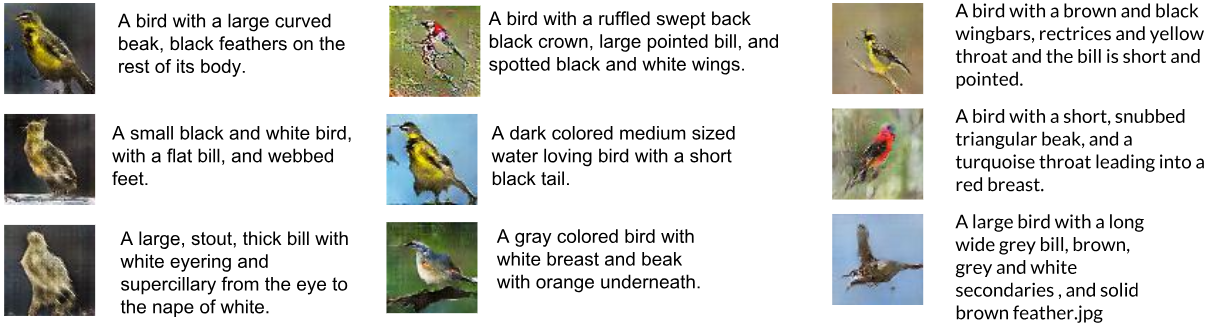 A bird with a large curved
beak, black feathers on the
rest of its body.
A small black and white bird,
with a flat bill, and webbed
feet.
A large, stout, thick bill with
white eyering and
supercillary from the eye to
the nape of white.
A bird with a ruffled swept back
black crown, large pointed bill, and
spotted black and white wings.
A dark colored medium sized
water loving bird with a short
black tail.
A gray colored bird with
white breast and beak
with orange underneath.
A bird with a brown and black
wingbars, rectrices and yellow
throat and the bill is short and
pointed.
A bird with a short, snubbed
triangular beak, and a
turquoise throat leading into a
red breast.
A large bird with a long
wide grey bill, brown,
grey and white
secondaries , and solid
brown feather.jpg